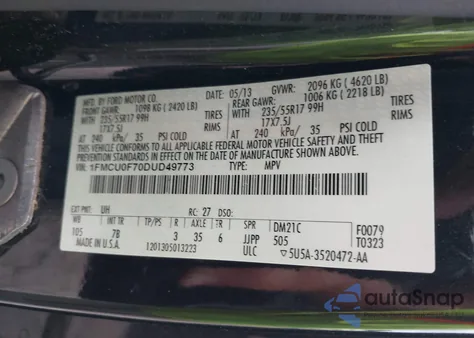 MFD. BY FORD MOTOR CO.
05/13 GVWR: 2096 KG (4620 LB)
FRONT GAWR: 1098 KG (2420 LB) REAR GAWR: 1006 KG (2218 LB)
WITH 235/55R17 99H TIRES WITH 235/55R17 99H TIRES
17X7.5J RIMS 17X7.5J RIMS
AT 240 kPa/ 35 PSI COLD AT 240 kPa/ 35 PSI COLD
THIS VEHICLE CONFORMS TO ALL APPLICABLE FEDERAL MOTOR VEHICLE SAFETY AND THEFT PREVENTION STANDARDS IN EFFECT ON THE DATE OF MANUFACTURE SHOWN ABOVE.
VIN: 1FMCU0F70DUD49773 TYPE: MPV
EXT PNT: UH RC: 27 DSO:
WB INT TR TP/PS R AXLE TR SPR DM21C F0079
105 7B 3 35 6 JJPP 505 T0323
MADE IN U.S.A. 1201305013223 ULC 5U5A-3520472-AA
autoSnap